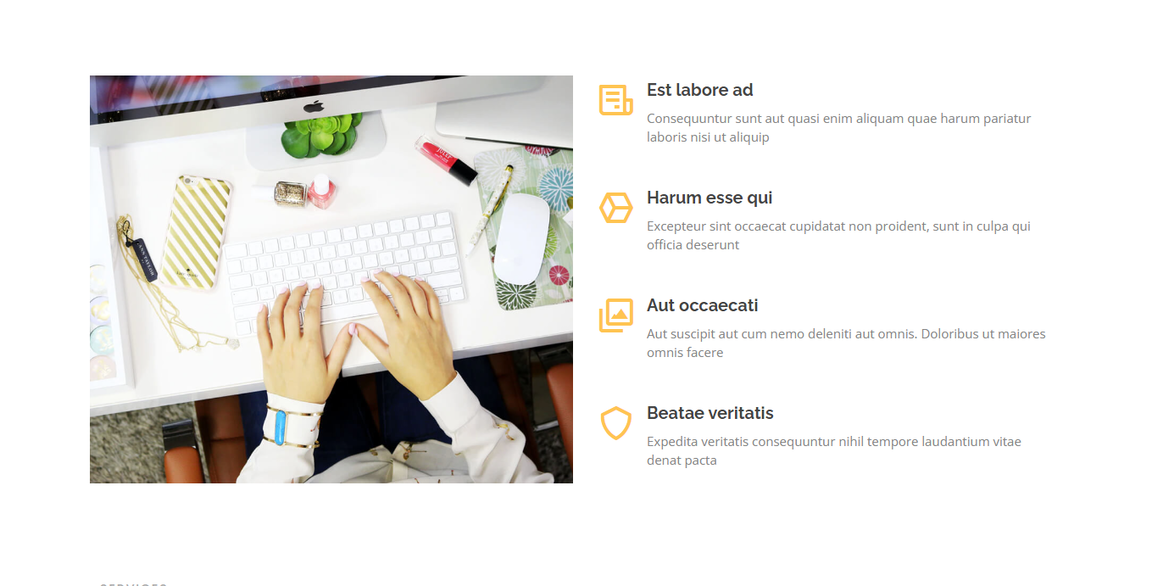 Est labore ad
Consequuntur sunt aut quasi enim aliquam quae harum pariatur
laboris nisi ut aliquip
Harum esse qui
Excepteur sint occaecat cupidatat non proident, sunt in culpa qui
officia deserunt
Aut occaecati
Aut suscipit aut cum nemo deleniti aut omnis. Doloribus ut maiores
omnis facere
Beatae veritatis
Expedita veritatis consequuntur nihil tempore laudantium vitae
denat pacta